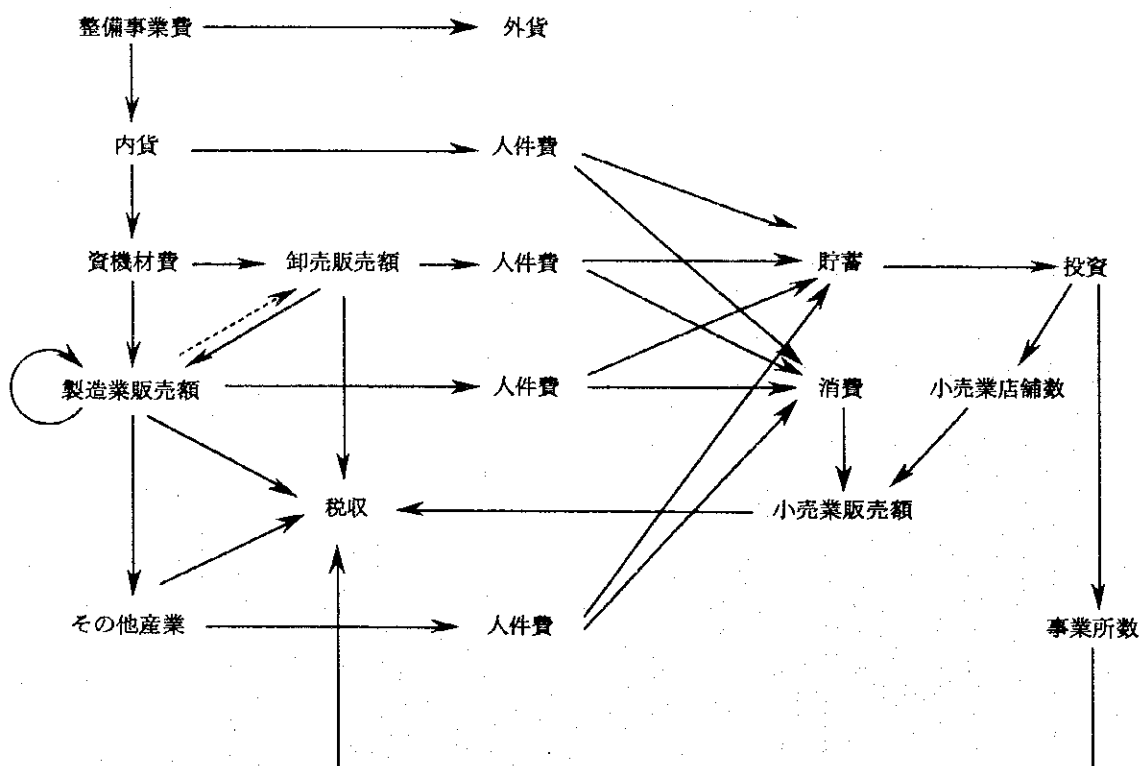 整備事業費 外貨
内貨 人件費
資機材費 卸売販売額 人件費 貯蓄 投資
製造業販売額 人件費 消費 小売業店舗数
税収 小売業販売額
その他産業 人件費 事業所数